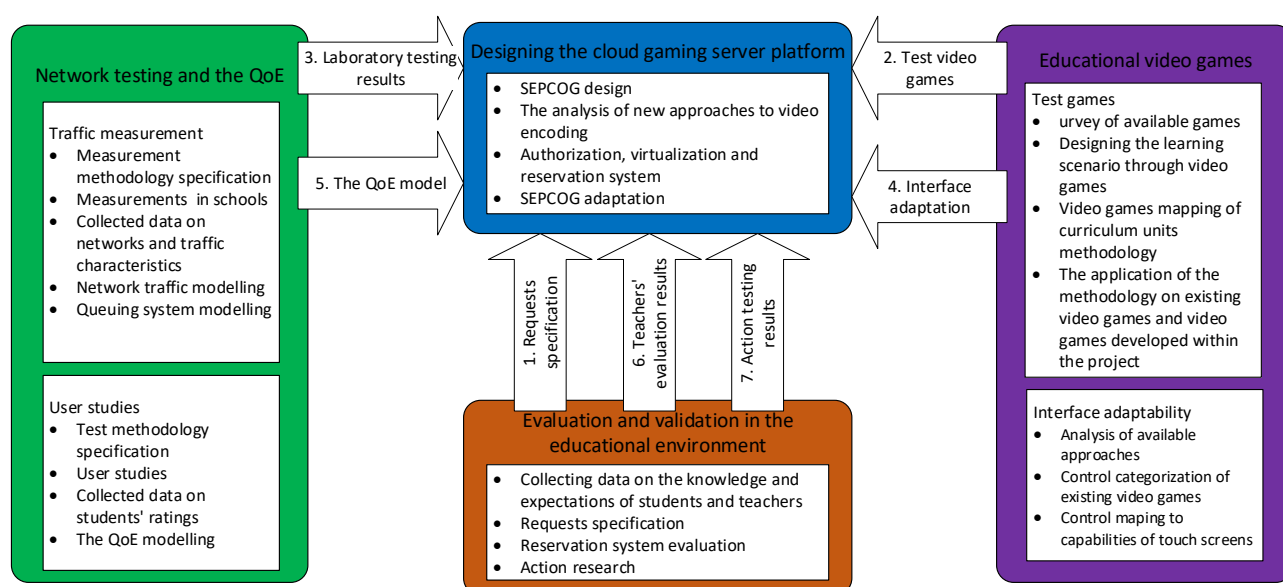 Network testing and the QoE
Traffic measurement
• Measurement
methodology specification
• Measurements in schools
• Collected data on
networks and traffic
characteristics
• Network traffic modelling
• Queuing system modelling
User studies
• Test methodology
specification
• User studies
• Collected data on
students' ratings
• The QoE modelling
3. Laboratory testing
results
5. The QoE model
Designing the cloud gaming server platform
• SEPCOG design
• The analysis of new approaches to video
encoding
• Authorization, virtualization and
reservation system
• SEPCOG adaptation
1. Requests
specification
6. Teachers'
evaluation results
7. Action testing
results
Evaluation and validation in the
educational environment
• Collecting data on the knowledge and
expectations of students and teachers
• Requests specification
• Reservation system evaluation
• Action research
2. Test video
games
4. Interface
adaptation
Educational video games
Test games
• urvey of available games
• Designing the learning
scenario through video
games
• Video games mapping of
curriculum units
methodology
• The application of the
methodology on existing
video games and video
games developed within
the project
Interface adaptability
• Analysis of available
approaches
• Control categorization of
existing video games
• Control maping to
capabilities of touch screens